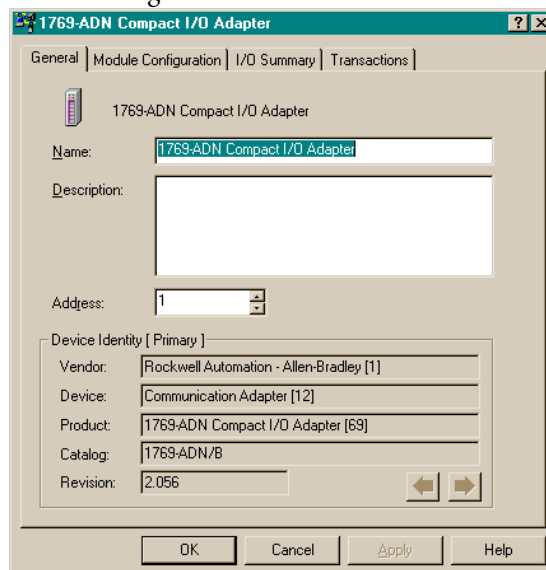 1769-ADN Compact I/O Adapter
General Module Configuration I/O Summary Transactions
1769-ADN Compact I/O Adapter
Name: 1769-ADN Compact I/O Adapter
Description:
Address: 1
Device Identity [ Primary ]
Vendor: Rockwell Automation - Allen-Bradley [1]
Device: Communication Adapter [12]
Product: 1769-ADN Compact I/O Adapter [69]
Catalog: 1769-ADN/B
Revision: 2.056
OK Cancel Apply Help